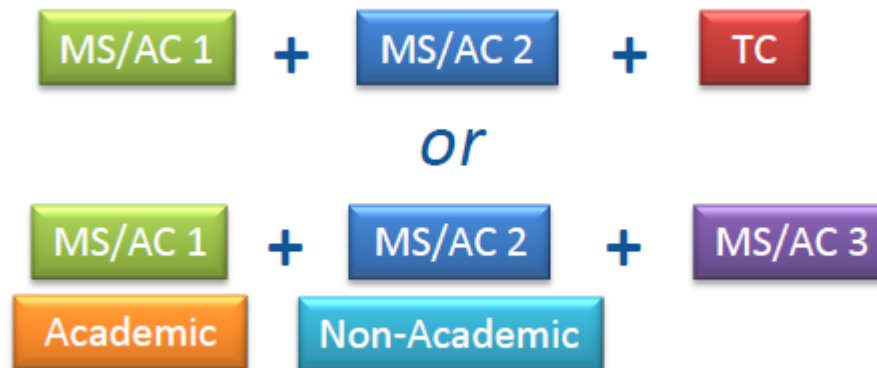 MS/AC 1 + MS/AC 2 + TC
or
MS/AC 1 + MS/AC 2 + MS/AC 3
Academic Non-Academic